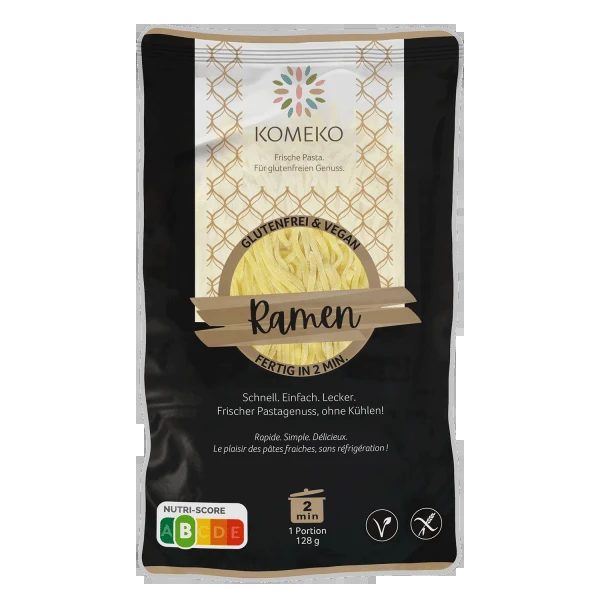 KOMEKO
Frische Pasta.
Für glutenfreien Genuss.
GLUTENFREI & VEGAN
Ramen
FERTIG IN 2 MIN.
Schnell. Einfach. Lecker.
Frischer Pastagenuss, ohne Kühlen!
Rapide. Simple. Délicieux.
Le plaisir des pâtes fraiches, sans réfrigération !
NUTRI-SCORE
A B C D E
2
min
1 Portion
128 g
V